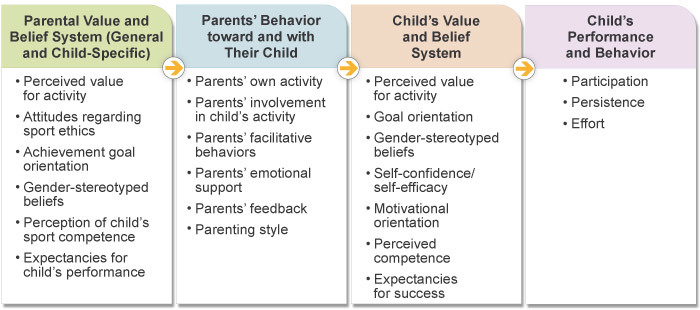 Parental Value and
Belief System (General
and Child-Specific)
• Perceived value
for activity
• Attitudes regarding
sport ethics
• Achievement goal
orientation
• Gender-stereotyped
beliefs
• Perception of child’s
sport competence
• Expectancies for
child’s performance
Parents’ Behavior
toward and with
Their Child
• Parents’ own activity
• Parents’ involvement
in child’s activity
• Parents’ facilitative
behaviors
• Parents’ emotional
support
• Parents’ feedback
• Parenting style
Child’s Value
and Belief
System
• Perceived value
for activity
• Goal orientation
• Gender-stereotyped
beliefs
• Self-confidence/
self-efficacy
• Motivational
orientation
• Perceived
competence
• Expectancies
for success
Child’s
Performance
and Behavior
• Participation
• Persistence
• Effort